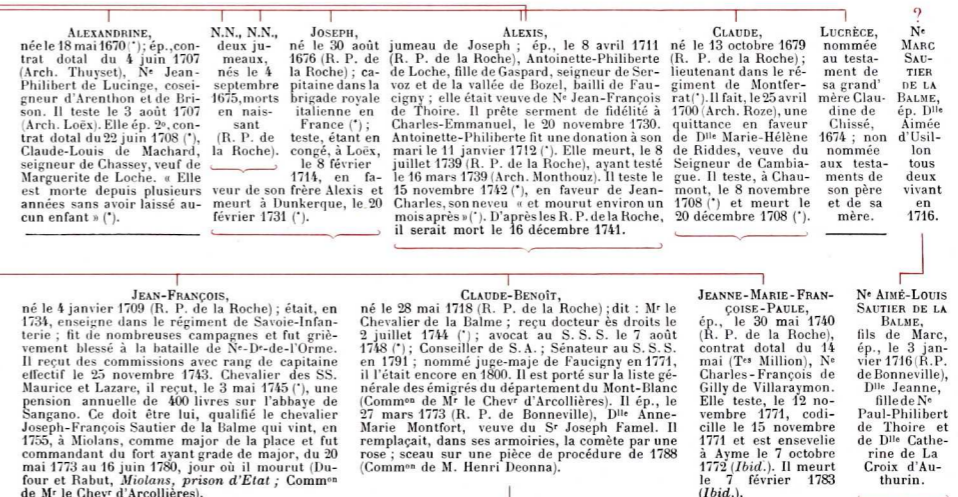 ALEXANDRINE,
née le 18 mai 1670 (*); ép., con-
trat dotal du 4 juin 1707
(Arch. Thuyset), Ne Jean-
Philibert de Lucinge, cosei-
gneur d'Arenthon et de Bri-
son. Il teste le 3 août 1707
(Arch. Loëx). Elle ép. 2º, con-
trat dotal du 22 juin 1708 (*),
Claude-Louis de Machard,
seigneur de Chassey, veuf de
Marguerite de Loche. « Elle
est morte depuis plusieurs
années sans avoir laissé au-
cun enfant » (*).
N.N., N.N.,
deux ju-
meaux,
nés le 4
septembre
1675, morts
en nais-
sant
(R. P. de
la Roche).
JOSEPH,
né le 30 août
1676 (R. P. de
la Roche) ; ca-
pitaine dans la
brigade royale
italienne en
France (*) ;
teste, étant en
congé, à Loëx,
le 8 février
1714, en fa-
veur de son frère Alexis et
meurt à Dunkerque, le 20
février 1731 (*).
ALEXIS,
jumeau de Joseph ; ép., le 8 avril 1711
(R. P. de la Roche), Antoinette-Philiberte
de Loche, fille de Gaspard, seigneur de Ser-
voz et de la vallée de Bozel, bailli de Fau-
cigny ; elle était veuve de Ne Jean-François
de Thoire. Il prête serment de fidélité à
Charles-Emmanuel, le 20 novembre 1730.
Antoinette-Philiberte fit une donation à son
mari le 11 janvier 1712 (*). Elle meurt, le 8
juillet 1739 (R. P. de la Roche), ayant testé
le 16 mars 1739 (Arch. Monthouz). Il teste le
15 novembre 1742 (*), en faveur de Jean-
Charles, son neveu « et mourut environ un
mois après » (*). D'après les R. P. de la Roche,
il serait mort le 16 décembre 1741.
CLAUDE,
né le 13 octobre 1679
(R. P. de la Roche) ;
lieutenant dans le ré-
giment de Montfer-
rat (*). Il fait, le 25 avril
1700 (Arch. Roze), une
quittance en faveur
de Dlle Marie-Hélène
de Riddes, veuve du
Seigneur de Cambia-
gue. Il teste, à Chau-
mont, le 8 novembre
1708 (*) et meurt le
20 décembre 1708 (*).
LUCRÈCE,
nommée
au testa-
ment de
sa grand'
mère Clau-
dine de
Chissé,
1674 ; non
nommée
aux testa-
ments de
son père
et de sa
mère.
?
Ne
MARC
SAU-
TIER
DE LA
BALME,
ép. Dlle
Aimée
d'Usil-
lon
tous
deux
vivant
en
1716.
JEAN-FRANÇOIS,
né le 4 janvier 1709 (R. P. de la Roche) ; était, en
1734, enseigne dans le régiment de Savoie-Infan-
terie ; fit de nombreuses campagnes et fut griè-
vement blessé à la bataille de Ne-De-de-l'Orme.
Il reçut des commissions avec rang de capitaine
effectif le 25 novembre 1743. Chevalier des SS.
Maurice et Lazare, il reçut, le 3 mai 1745 (*), une
pension annuelle de 400 livres sur l'abbaye de
Sangano. Ce doit être lui, qualifié le chevalier
Joseph-François Sautier de la Balme qui vint, en
1755, à Miolans, comme major de la place et fut
commandant du fort ayant grade de major, du 20
mai 1773 au 16 juin 1780, jour où il mourut (Du-
four et Rabut, Miolans, prison d'Etat ; Common
de Mr le Chevr d'Arcollières).
CLAUDE-BENOÎT,
né le 28 mai 1718 (R. P. de la Roche) ; dit : Mr le
Chevalier de la Balme ; reçu docteur ès droits le
2 juillet 1744 (*) ; avocat au S. S. S. le 7 août
1748 (*) ; Conseiller de S. A. ; Sénateur au S. S. S.
en 1791 ; nommé juge-maje de Faucigny en 1771,
il l'était encore en 1800. Il est porté sur la liste gé-
nérale des émigrés du département du Mont-Blanc
(Common de Mr le Chevr d'Arcollières). Il ép., le
27 mars 1773 (R. P. de Bonneville), Dlle Anne-
Marie Montfort, veuve du Sr Joseph Famel. Il
remplaçait, dans ses armoiries, la comète par une
rose ; sceau sur une pièce de procédure de 1788
(Common de M. Henri Deonna).
JEANNE-MARIE-FRAN-
ÇOISE-PAULE,
ép., le 30 mai 1740
(R. P. de la Roche),
contrat dotal du 14
mai (Tes Million), Ne
Charles-François de
Gilly de Villaraymon.
Elle teste, le 12 no-
vembre 1771, codi-
cille le 15 novembre
1771 et est ensevelie
à Ayme le 7 octobre
1772 (Ibid.). Il meurt
le 7 février 1783
(Ibid.).
Ne AIMÉ-LOUIS
SAUTIER DE LA
BALME,
fils de Marc,
ép., le 3 jan-
vier 1716 (R.P.
de Bonneville),
Dlle Jeanne,
fille de Ne
Paul-Philibert
de Thoire et
de Dlle Cathe-
rine de La
Croix d'Au-
thurin.